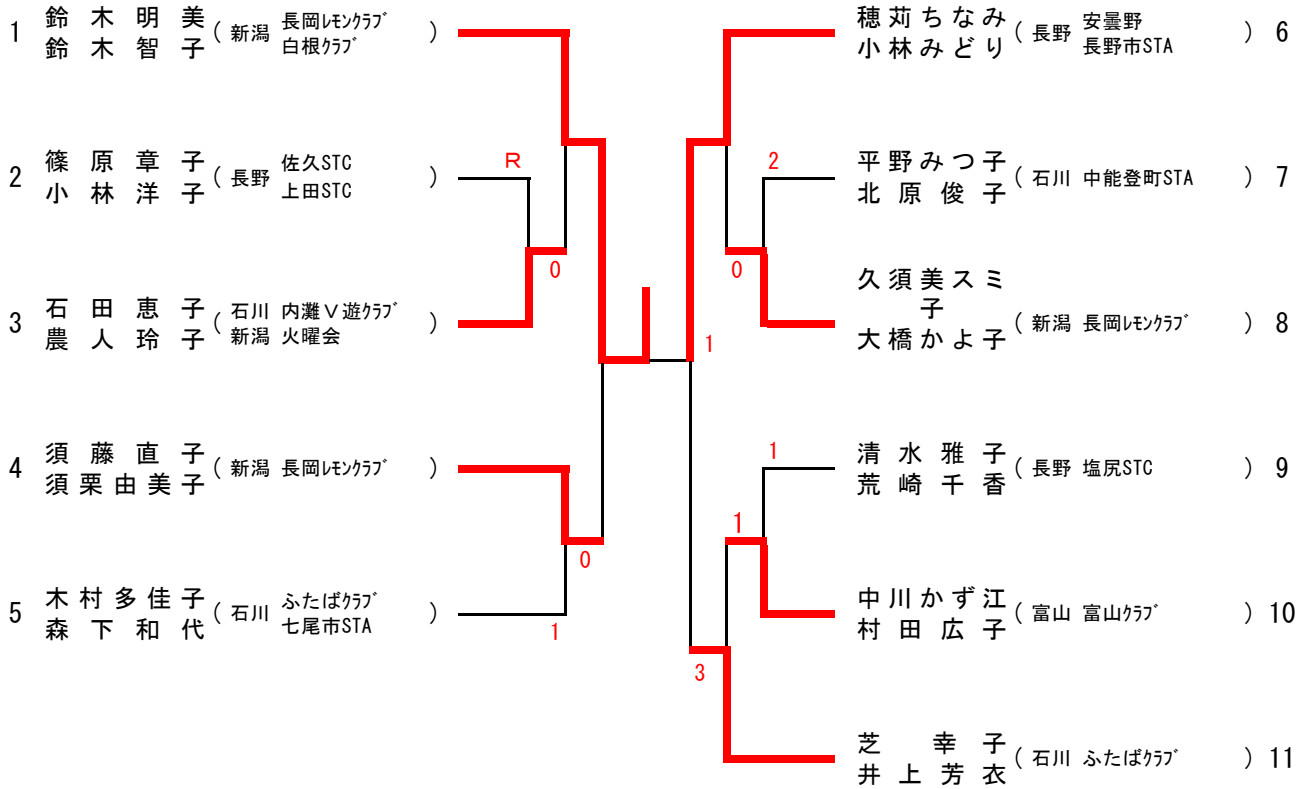 1 鈴木明美 ( 新潟 長岡ﾚﾓﾝｸﾗﾌﾞ )
鈴木智子 白根ｸﾗﾌﾞ
R
2 篠原章子 ( 長野 佐久STC )
小林洋子 上田STC
0
3 石田恵子 ( 石川 内灘V遊ｸﾗﾌﾞ )
農人玲子 新潟 火曜会
4 須藤直子 ( 新潟 長岡ﾚﾓﾝｸﾗﾌﾞ )
須栗由美子
0
5 木村多佳子 ( 石川 ふたばｸﾗﾌﾞ )
森下和代 七尾市STA
1
穂苅ちなみ ( 長野 安曇野 ) 6
小林みどり 長野市STA
2
平野みつ子 ( 石川 中能登町STA ) 7
北原俊子
0
久須美スミ
子
大橋かよ子 ( 新潟 長岡ﾚﾓﾝｸﾗﾌﾞ ) 8
1
1
清水雅子 ( 長野 塩尻STC ) 9
荒崎千香
1
中川かず江 ( 富山 富山ｸﾗﾌﾞ ) 10
村田広子
3
芝幸子 ( 石川 ふたばｸﾗﾌﾞ ) 11
井上芳衣